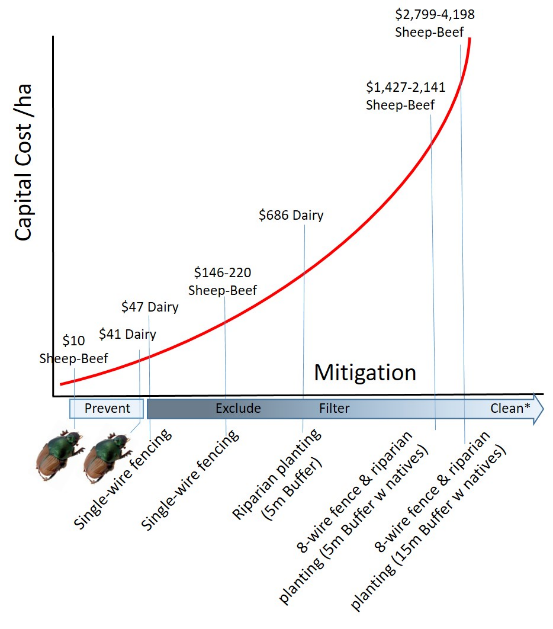 $2,799-4,198
Sheep-Beef
$1,427-2,141
Sheep-Beef
Capital Cost /ha
$686 Dairy
$146-220
Sheep-Beef
$47 Dairy
$41 Dairy
$10
Sheep-Beef
Mitigation
Prevent
Exclude
Filter
Clean*
Single-wire fencing
Single-wire fencing
Riparian planting
(5m Buffer)
8-wire fence & riparian
planting (5m Buffer w natives)
8-wire fence & riparian
planting (15m Buffer w natives)